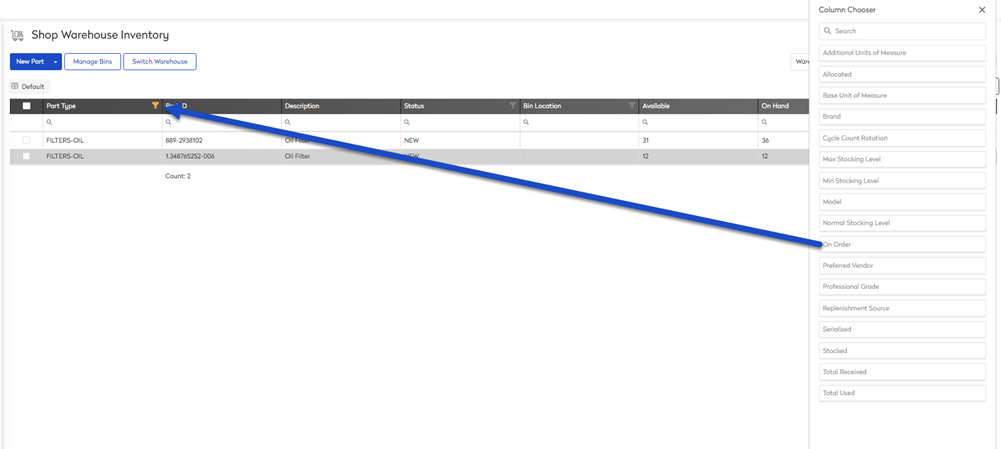 Column Chooser
Shop Warehouse Inventory
Search
New Part
Manage Bins
Switch Warehouse
Ware
Additional Units of Measure
Allocated
Default
Base Unit of Measure
Part Type
Description
Status
Bin Location
Available
On Hand
Brand
Cycle Count Rotation
FILTERS-OIL 889-2938102 Oil Filter NEW 31 36
FILTERS-OIL 1.348765252-006 Oil Filter NEW 12 12
Max Stocking Level
Count: 2
Min Stocking Level
Model
Normal Stocking Level
On Order
Preferred Vendor
Professional Grade
Replenishment Source
Serialized
Stocked
Total Received
Total Used